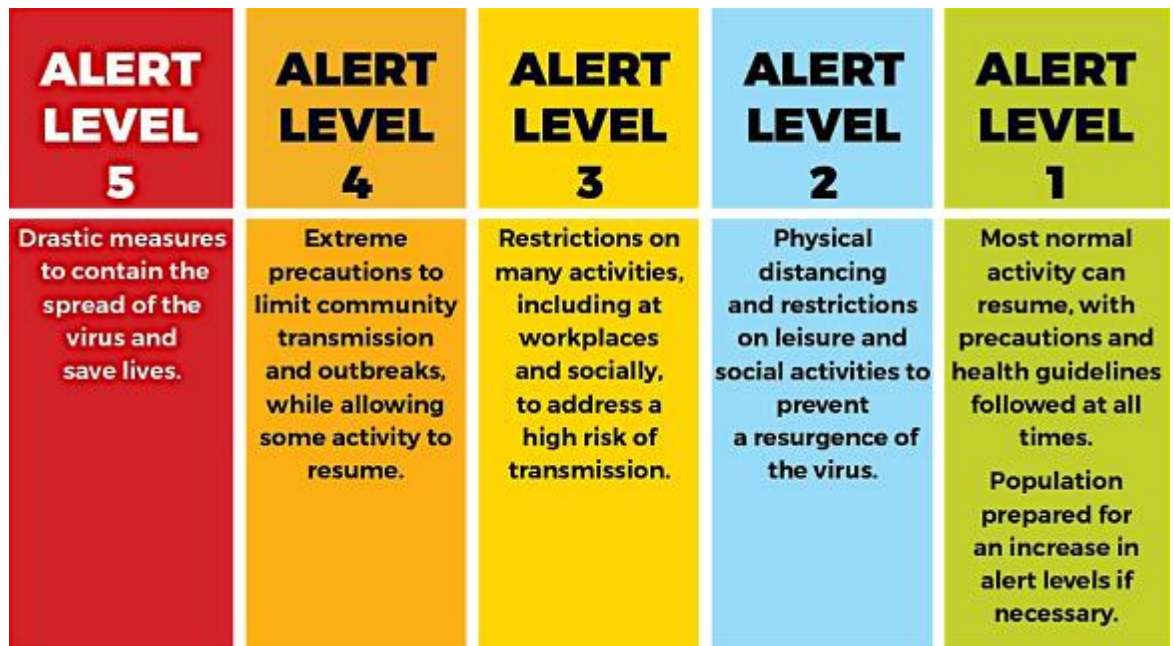 ALERT
LEVEL
5
Drastic measures
to contain the
spread of the
virus and
save lives.
ALERT
LEVEL
4
Extreme
precautions to
limit community
transmission
and outbreaks,
while allowing
some activity to
resume.
ALERT
LEVEL
3
Restrictions on
many activities,
including at
workplaces
and socially,
to address a
high risk of
transmission.
ALERT
LEVEL
2
Physical
distancing
and restrictions
on leisure and
social activities to
prevent
a resurgence of
the virus.
ALERT
LEVEL
1
Most normal
activity can
resume, with
precautions and
health guidelines
followed at all
times.
Population
prepared for
an increase in
alert levels if
necessary.